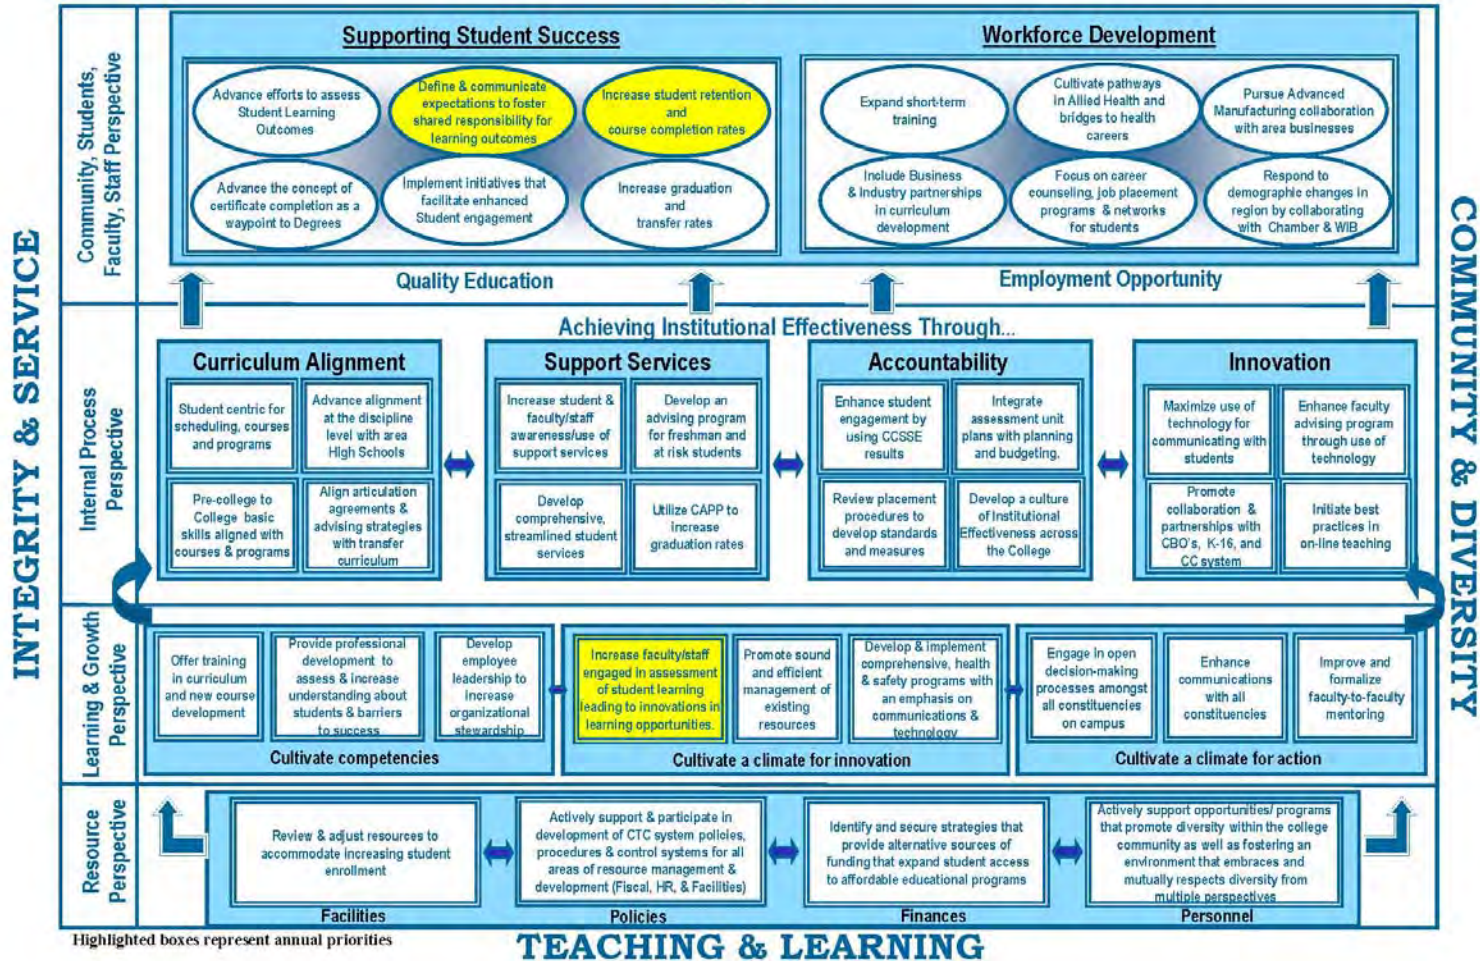 Supporting Student Success
Workforce Development
Advance efforts to assess
Student Learning
Outcomes
Define & communicate
expectations to foster
shared responsibility for
learning outcomes
Increase student retention
and
course completion rates
Expand short-term
training
Cultivate pathways
in Allied Health and
bridges to health
careers
Pursue Advanced
Manufacturing collaboration
with area businesses
Advance the concept of
certificate completion as a
waypoint to Degrees
Implement initiatives that
facilitate enhanced
Student engagement
Increase graduation
and
transfer rates
Include Business
& Industry partnerships
in curriculum
development
Focus on career
counseling, job placement
programs & networks
for students
Respond to
demographic changes in
region by collaborating
with Chamber & WIB
Community, Students,
Faculty, Staff Perspective
Quality Education
Employment Opportunity
Achieving Institutional Effectiveness Through...
Internal Process
Perspective
Curriculum Alignment
Student centric for
scheduling, courses
and programs
Advance alignment
at the discipline
level with area
High Schools
Pre-college to
College basic
skills aligned with
courses & programs
Align articulation
agreements &
advising strategies
with transfer
curriculum
Support Services
Increase student &
faculty/staff
awareness/use of
support services
Develop an
advising program
for freshman and
at risk students
Develop
comprehensive,
streamlined student
services
Utilize CAPP to
increase
graduation rates
Accountability
Enhance student
engagement by
using CCSSE
results
Integrate
assessment unit
plans with planning
and budgeting.
Review placement
procedures to
develop standards
and measures
Develop a culture
of Institutional
Effectiveness across
the College
Innovation
Maximize use of
technology for
communicating with
students
Enhance faculty
advising program
through use of
technology
Promote
collaboration &
partnerships with
CBO's, K-16, and
CC system
Initiate best
practices in
on-line teaching
Learning & Growth
Perspective
Offer training
in curriculum
and new course
development
Provide professional
development to
assess & increase
understanding about
students & barriers
to success
Develop
employee
leadership to
increase
organizational
stewardship
Cultivate competencies
Increase faculty/staff
engaged in assessment
of student learning
leading to innovations in
learning opportunities.
Promote sound
and efficient
management of
existing
resources
Develop & implement
comprehensive, health
& safety programs with
an emphasis on
communications &
technology
Cultivate a climate for innovation
Engage in open
decision-making
processes amongst
all constituencies
on campus
Enhance
communications
with all
constituencies
Improve and
formalize
faculty-to-faculty
mentoring
Cultivate a climate for action
Resource
Perspective
Review & adjust resources to
accommodate increasing student
enrollment
Facilities
Actively support & participate in
development of CTC system policies,
procedures & control systems for all
areas of resource management &
development (Fiscal, HR, & Facilities)
Policies
Identify and secure strategies that
provide alternative sources of
funding that expand student access
to affordable educational programs
Finances
Actively support opportunities/ programs
that promote diversity within the college
community as well as fostering an
environment that embraces and
mutually respects diversity from
multiple perspectives
Personnel
Highlighted boxes represent annual priorities
INTEGRITY & SERVICE
TEACHING & LEARNING
COMMUNITY & DIVERSITY